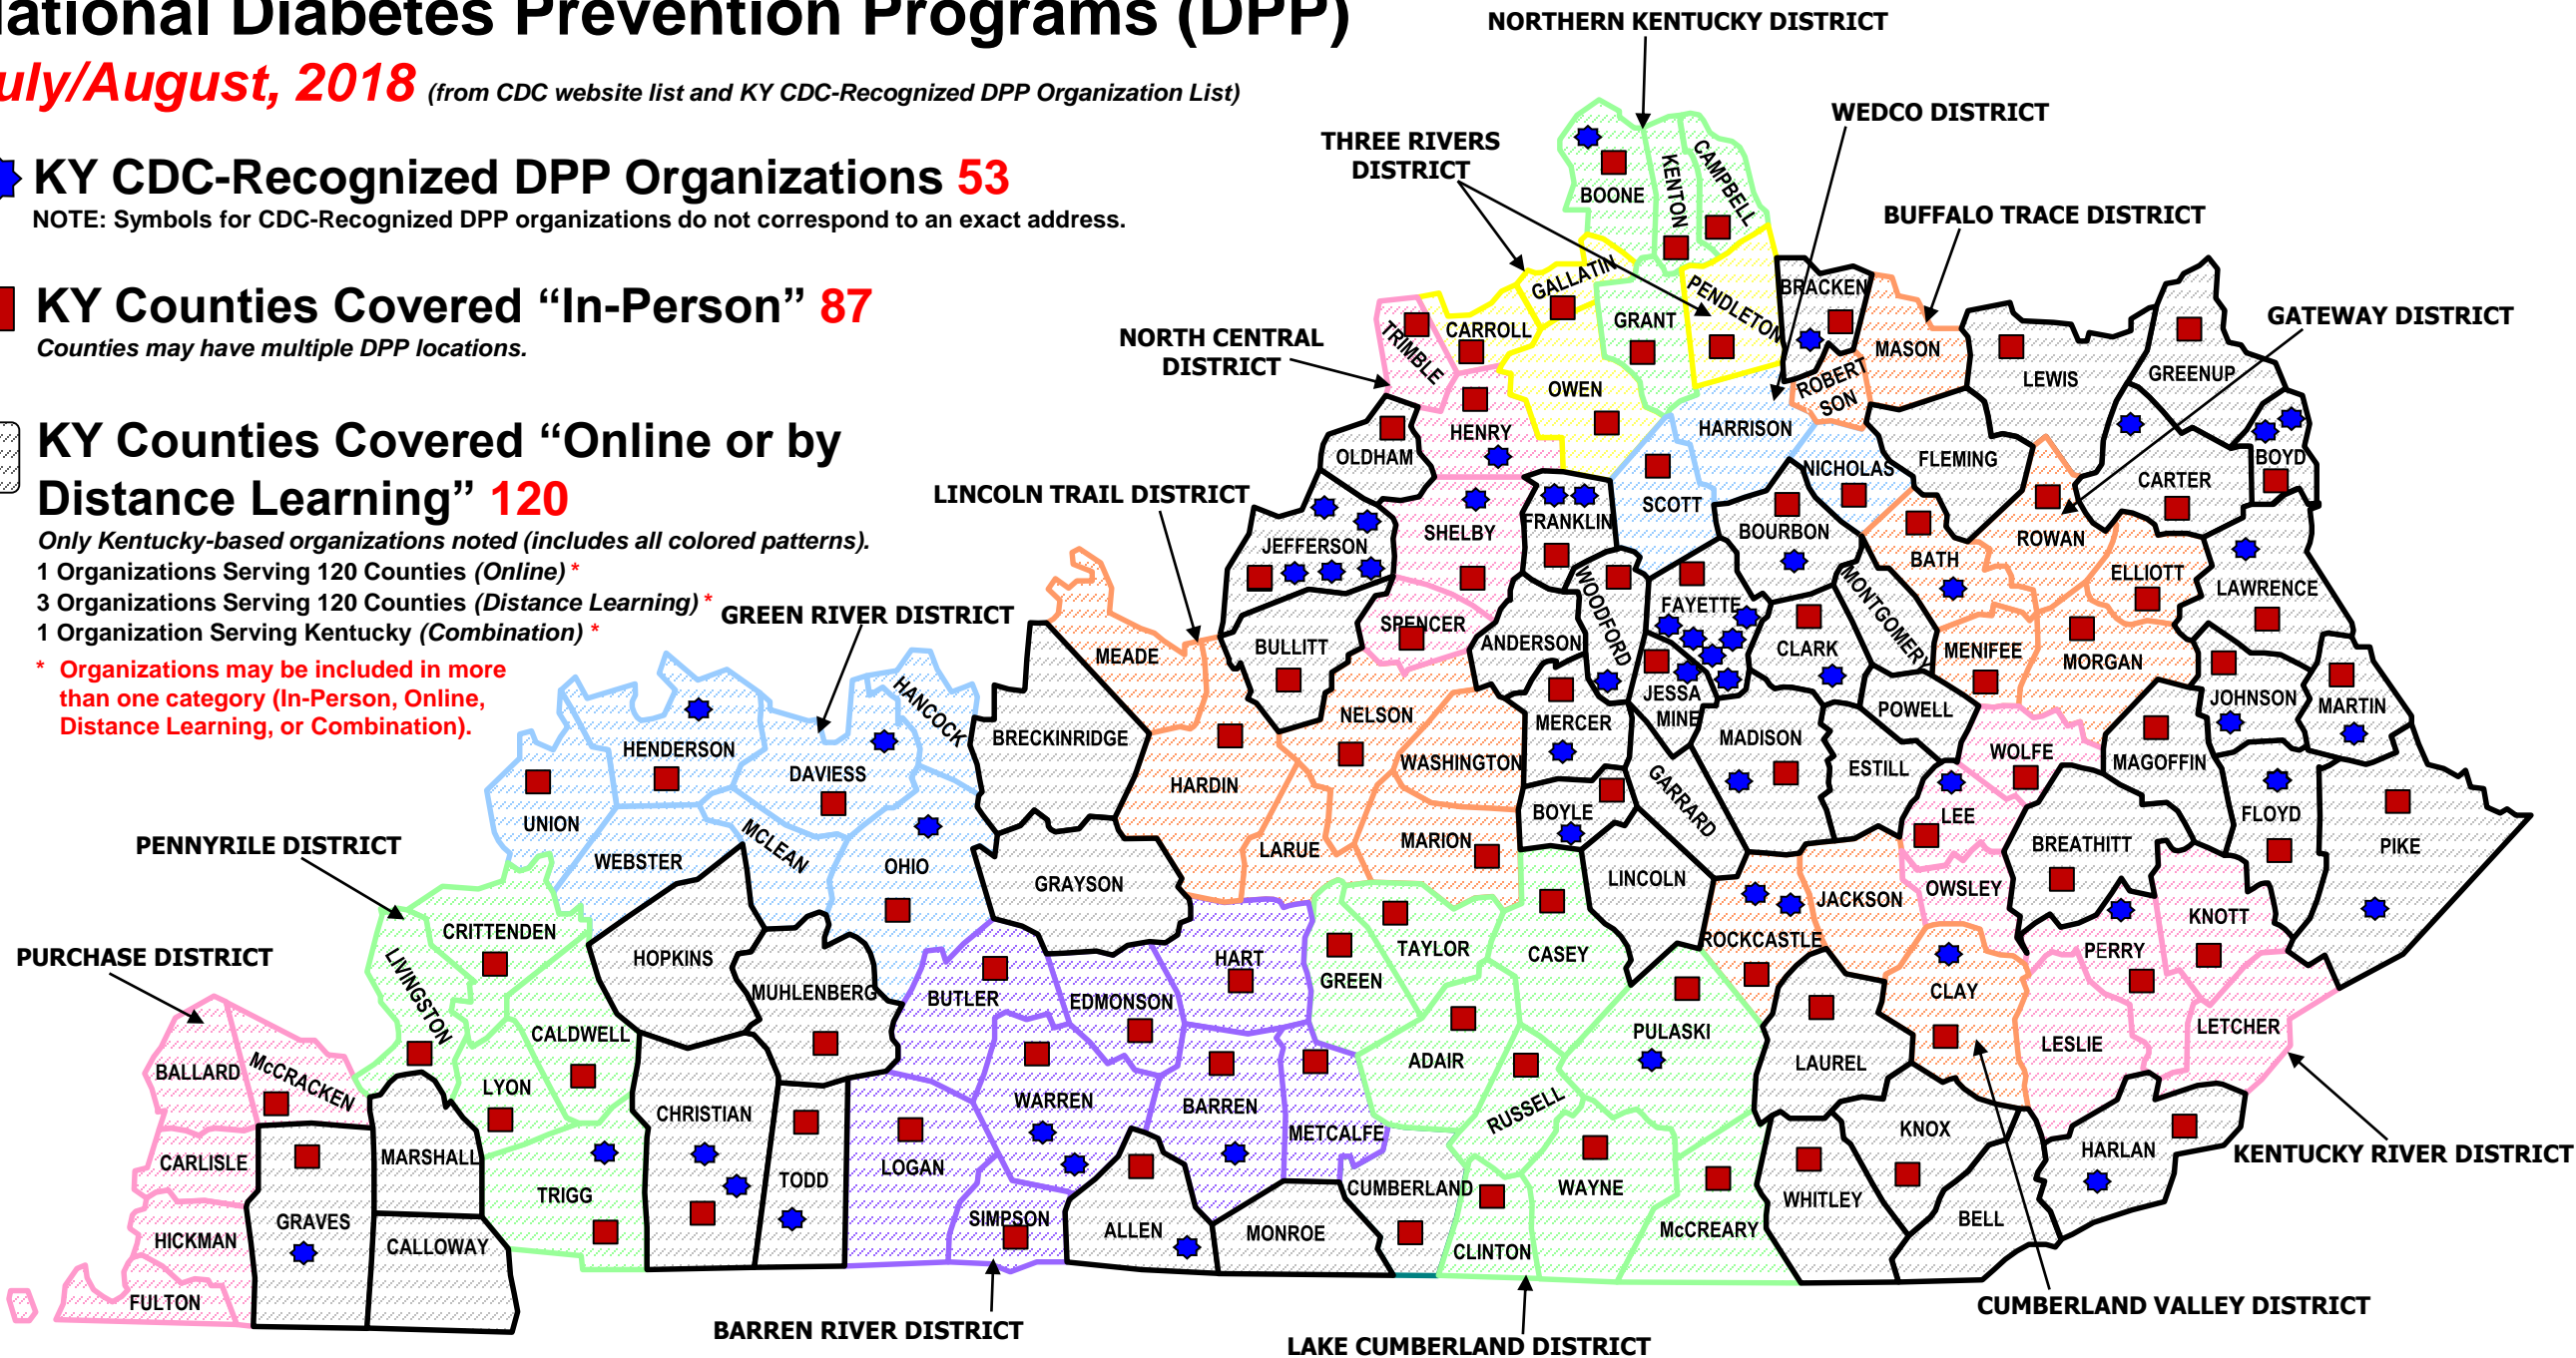 National Diabetes Prevention Programs (DPP)
July/August, 2018 (from CDC website list and KY CDC-Recognized DPP Organization List)
KY CDC-Recognized DPP Organizations 53
NOTE: Symbols for CDC-Recognized DPP organizations do not correspond to an exact address.
KY Counties Covered “In-Person” 87
Counties may have multiple DPP locations.
KY Counties Covered “Online or by
Distance Learning” 120
Only Kentucky-based organizations noted (includes all colored patterns).
1 Organizations Serving 120 Counties (Online) *
3 Organizations Serving 120 Counties (Distance Learning) *
1 Organization Serving Kentucky (Combination) *
* Organizations may be included in more
than one category (In-Person, Online,
Distance Learning, or Combination).
NORTHERN KENTUCKY DISTRICT
WEDCO DISTRICT
THREE RIVERS
DISTRICT
BUFFALO TRACE DISTRICT
GATEWAY DISTRICT
NORTH CENTRAL
DISTRICT
LINCOLN TRAIL DISTRICT
GREEN RIVER DISTRICT
PENNYRILE DISTRICT
PURCHASE DISTRICT
BARREN RIVER DISTRICT
LAKE CUMBERLAND DISTRICT
CUMBERLAND VALLEY DISTRICT
KENTUCKY RIVER DISTRICT
BOONE
KENTON
CAMPBELL
GALLATIN
PENDLETON
BRACKEN
TRIMBLE
CARROLL
GRANT
MASON
OWEN
ROBERT
SON
LEWIS
GREENUP
HENRY
HARRISON
OLDHAM
NICHOLAS
FLEMING
BOYD
CARTER
SCOTT
SHELBY
FRANKLIN
BOURBON
JEFFERSON
ROWAN
BATH
ELLIOTT
LAWRENCE
WOODFORD
FAYETTE
MONTGOMERY
SPENCER
ANDERSON
BULLITT
CLARK
MENIFEE
MORGAN
MEADE
JESSA
MINE
JOHNSON
MARTIN
HANCOCK
NELSON
MERCER
POWELL
BRECKINRIDGE
MADISON
WOLFE
HENDERSON
WASHINGTON
MAGOFFIN
DAVIESS
HARDIN
ESTILL
GARRARD
BOYLE
LEE
FLOYD
UNION
MCLEAN
MARION
BREATHITT
PIKE
WEBSTER
OHIO
LARUE
GRAYSON
LINCOLN
OWSLEY
JACKSON
KNOTT
CRITTENDEN
ROCKCASTLE
TAYLOR
PERRY
HOPKINS
HART
CASEY
GREEN
LIVINGSTON
MUHLENBERG
BUTLER
EDMONSON
CLAY
LETCHER
CALDWELL
PULASKI
LESLIE
ADAIR
LAUREL
BALLARD
McCRACKEN
LYON
WARREN
BARREN
RUSSELL
CHRISTIAN
METCALFE
KNOX
HARLAN
CARLISLE
MARSHALL
LOGAN
TODD
TRIGG
CUMBERLAND
WAYNE
WHITLEY
GRAVES
SIMPSON
ALLEN
MONROE
McCREARY
BELL
HICKMAN
CALLOWAY
CLINTON
FULTON